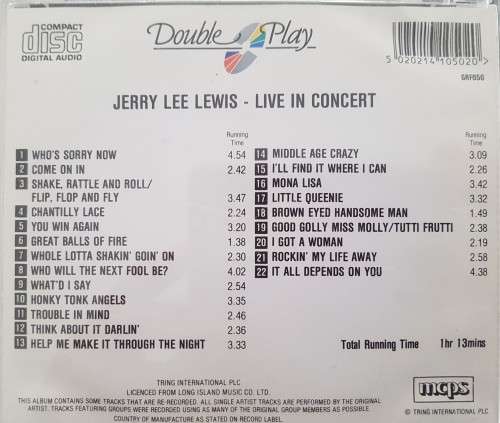 COMPACT
disc
DIGITAL AUDIO
Double Play
5 020214 105020 >
GRF056
JERRY LEE LEWIS - LIVE IN CONCERT
Running
Time
1 WHO'S SORRY NOW 4.54
2 COME ON IN 2.42
3 SHAKE, RATTLE AND ROLL/
FLIP, FLOP AND FLY 3.47
4 CHANTILLY LACE 2.24
5 YOU WIN AGAIN 3.20
6 GREAT BALLS OF FIRE 1.38
7 WHOLE LOTTA SHAKIN' GOIN' ON 2.30
8 WHO WILL THE NEXT FOOL BE? 4.02
9 WHAT'D I SAY 2.54
10 HONKY TONK ANGELS 3.35
11 TROUBLE IN MIND 2.46
12 THINK ABOUT IT DARLIN' 2.36
13 HELP ME MAKE IT THROUGH THE NIGHT 3.33
Running
Time
14 MIDDLE AGE CRAZY 3.09
15 I'LL FIND IT WHERE I CAN 2.26
16 MONA LISA 3.42
17 LITTLE QUEENIE 3.32
18 BROWN EYED HANDSOME MAN 1.49
19 GOOD GOLLY MISS MOLLY/TUTTI FRUTTI 2.38
20 I GOT A WOMAN 2.19
21 ROCKIN' MY LIFE AWAY 2.58
22 IT ALL DEPENDS ON YOU 4.38
Total Running Time 1hr 13mins
TRING INTERNATIONAL PLC
LICENCED FROM LONG ISLAND MUSIC CO. LTD.
THIS ALBUM CONTAINS SOME TRACKS THAT ARE RE-RECORDED. ALL SINGLE ARTIST TRACKS ARE PERFORMED BY THE ORIGINAL
ARTIST. TRACKS FEATURING GROUPS WERE RECORDED USING AS MANY OF THE ORIGINAL GROUP MEMBERS AS POSSIBLE.
COUNTRY OF MANUFACTURE AS STATED ON RECORD LABEL.
mcps
© TRING INTERNATIONAL PLC